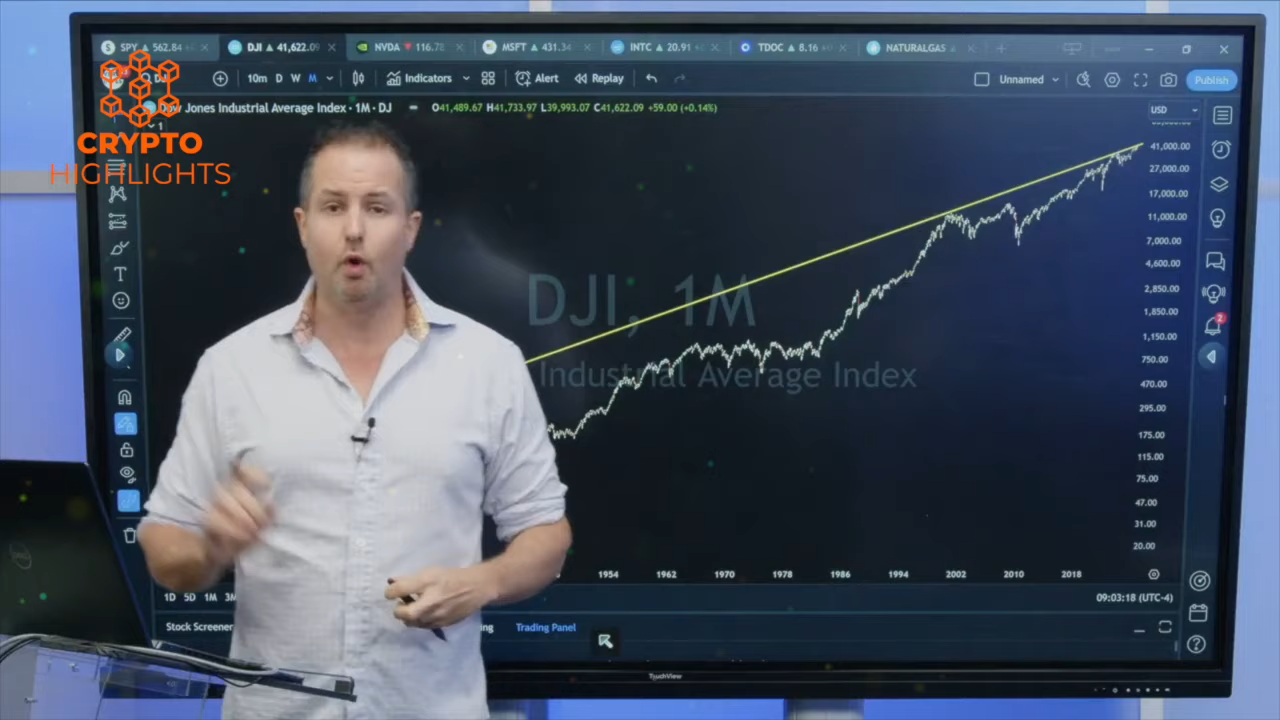 SPY ▲ 562.84
DJI ▲ 41,622.09
NVDA ▼ 116.78
MSFT ▲ 431.34
INTC ▲ 20.91
TDOC ▲ 8.16
NATURALGAS
10m D W M
Indicators
Alert
Replay
Unnamed
Publish
Jones Industrial Average Index · 1M · DJ
O41,489.67 H41,733.97 L39,993.07 C41,622.09 +59.00 (+0.14%)
USD
1
CRYPTO
HIGHLIGHTS
41,000.00
27,000.00
17,000.00
11,000.00
7,000.00
4,600.00
2,850.00
1,850.00
1,150.00
750.00
470.00
295.00
175.00
115.00
75.00
47.00
31.00
20.00
DJI, 1M
Industrial Average Index
2
1954 1962 1970 1978 1986 1994 2002 2010 2018
1D 5D 1M 3M
09:03:18 (UTC-4)
Stock Screener
Trading Panel
TouchView
DELL